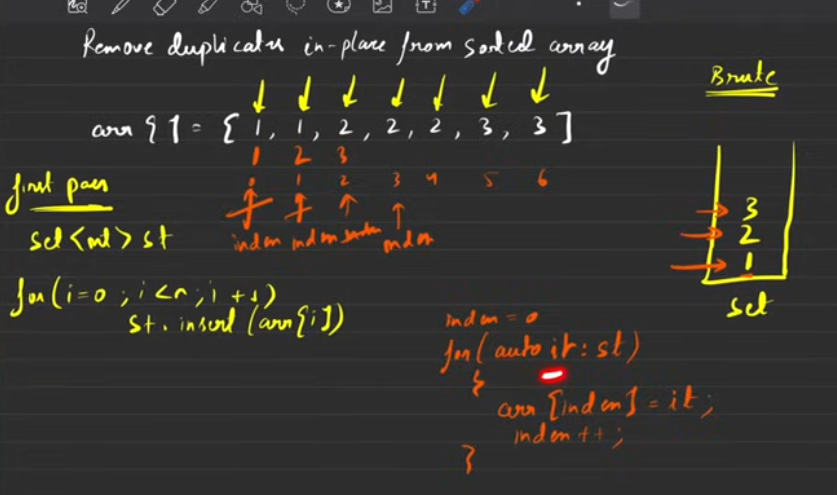 Remove duplicates in-place from sorted array
Brute
arr [ ] = { 1, 1, 2, 2, 2, 3, 3 ]
1 2 3
0 1 2 3 4 5 6
first pass
index index index
set <int> st
for (i=0 ; i<n ; i++)
st. insert (arr[i])
3
2
1
set
index = 0
for( auto it : st)
{
arr [index] = it;
index ++;
}